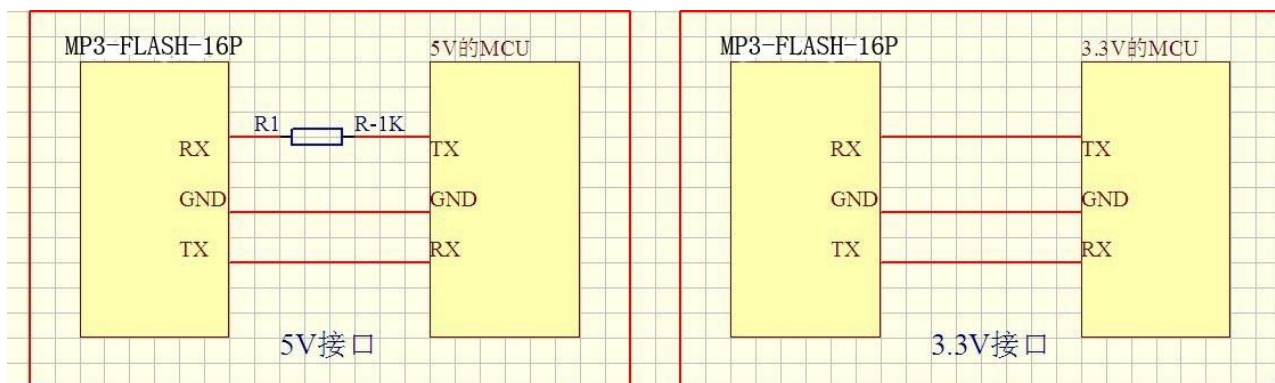 MP3-FLASH-16P
5V的MCU
R1
R-1K
RX
TX
GND
GND
TX
RX
5V接口
MP3-FLASH-16P
3.3V的MCU
RX
TX
GND
GND
TX
RX
3.3V接口